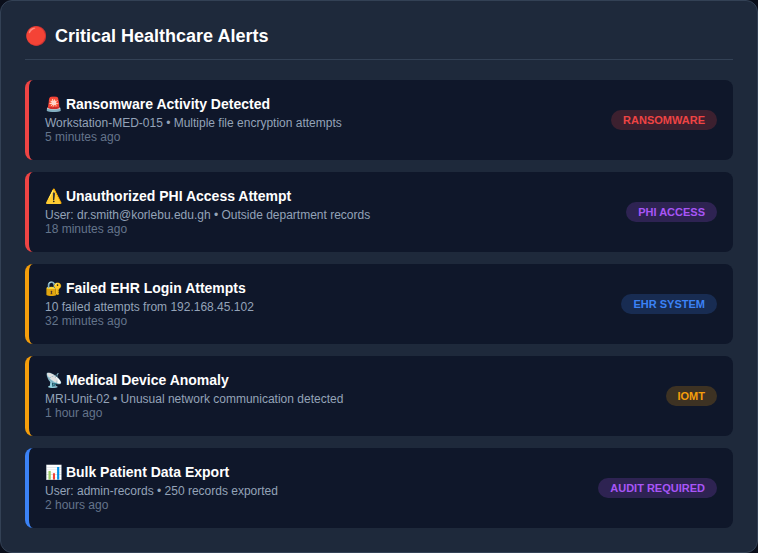 🔴 Critical Healthcare Alerts
🚨 Ransomware Activity Detected
Workstation-MED-015 • Multiple file encryption attempts
5 minutes ago
RANSOMWARE
⚠️ Unauthorized PHI Access Attempt
User: dr.smith@korlebu.edu.gh • Outside department records
18 minutes ago
PHI ACCESS
🔐 Failed EHR Login Attempts
10 failed attempts from 192.168.45.102
32 minutes ago
EHR SYSTEM
📡 Medical Device Anomaly
MRI-Unit-02 • Unusual network communication detected
1 hour ago
IOMT
📊 Bulk Patient Data Export
User: admin-records • 250 records exported
2 hours ago
AUDIT REQUIRED